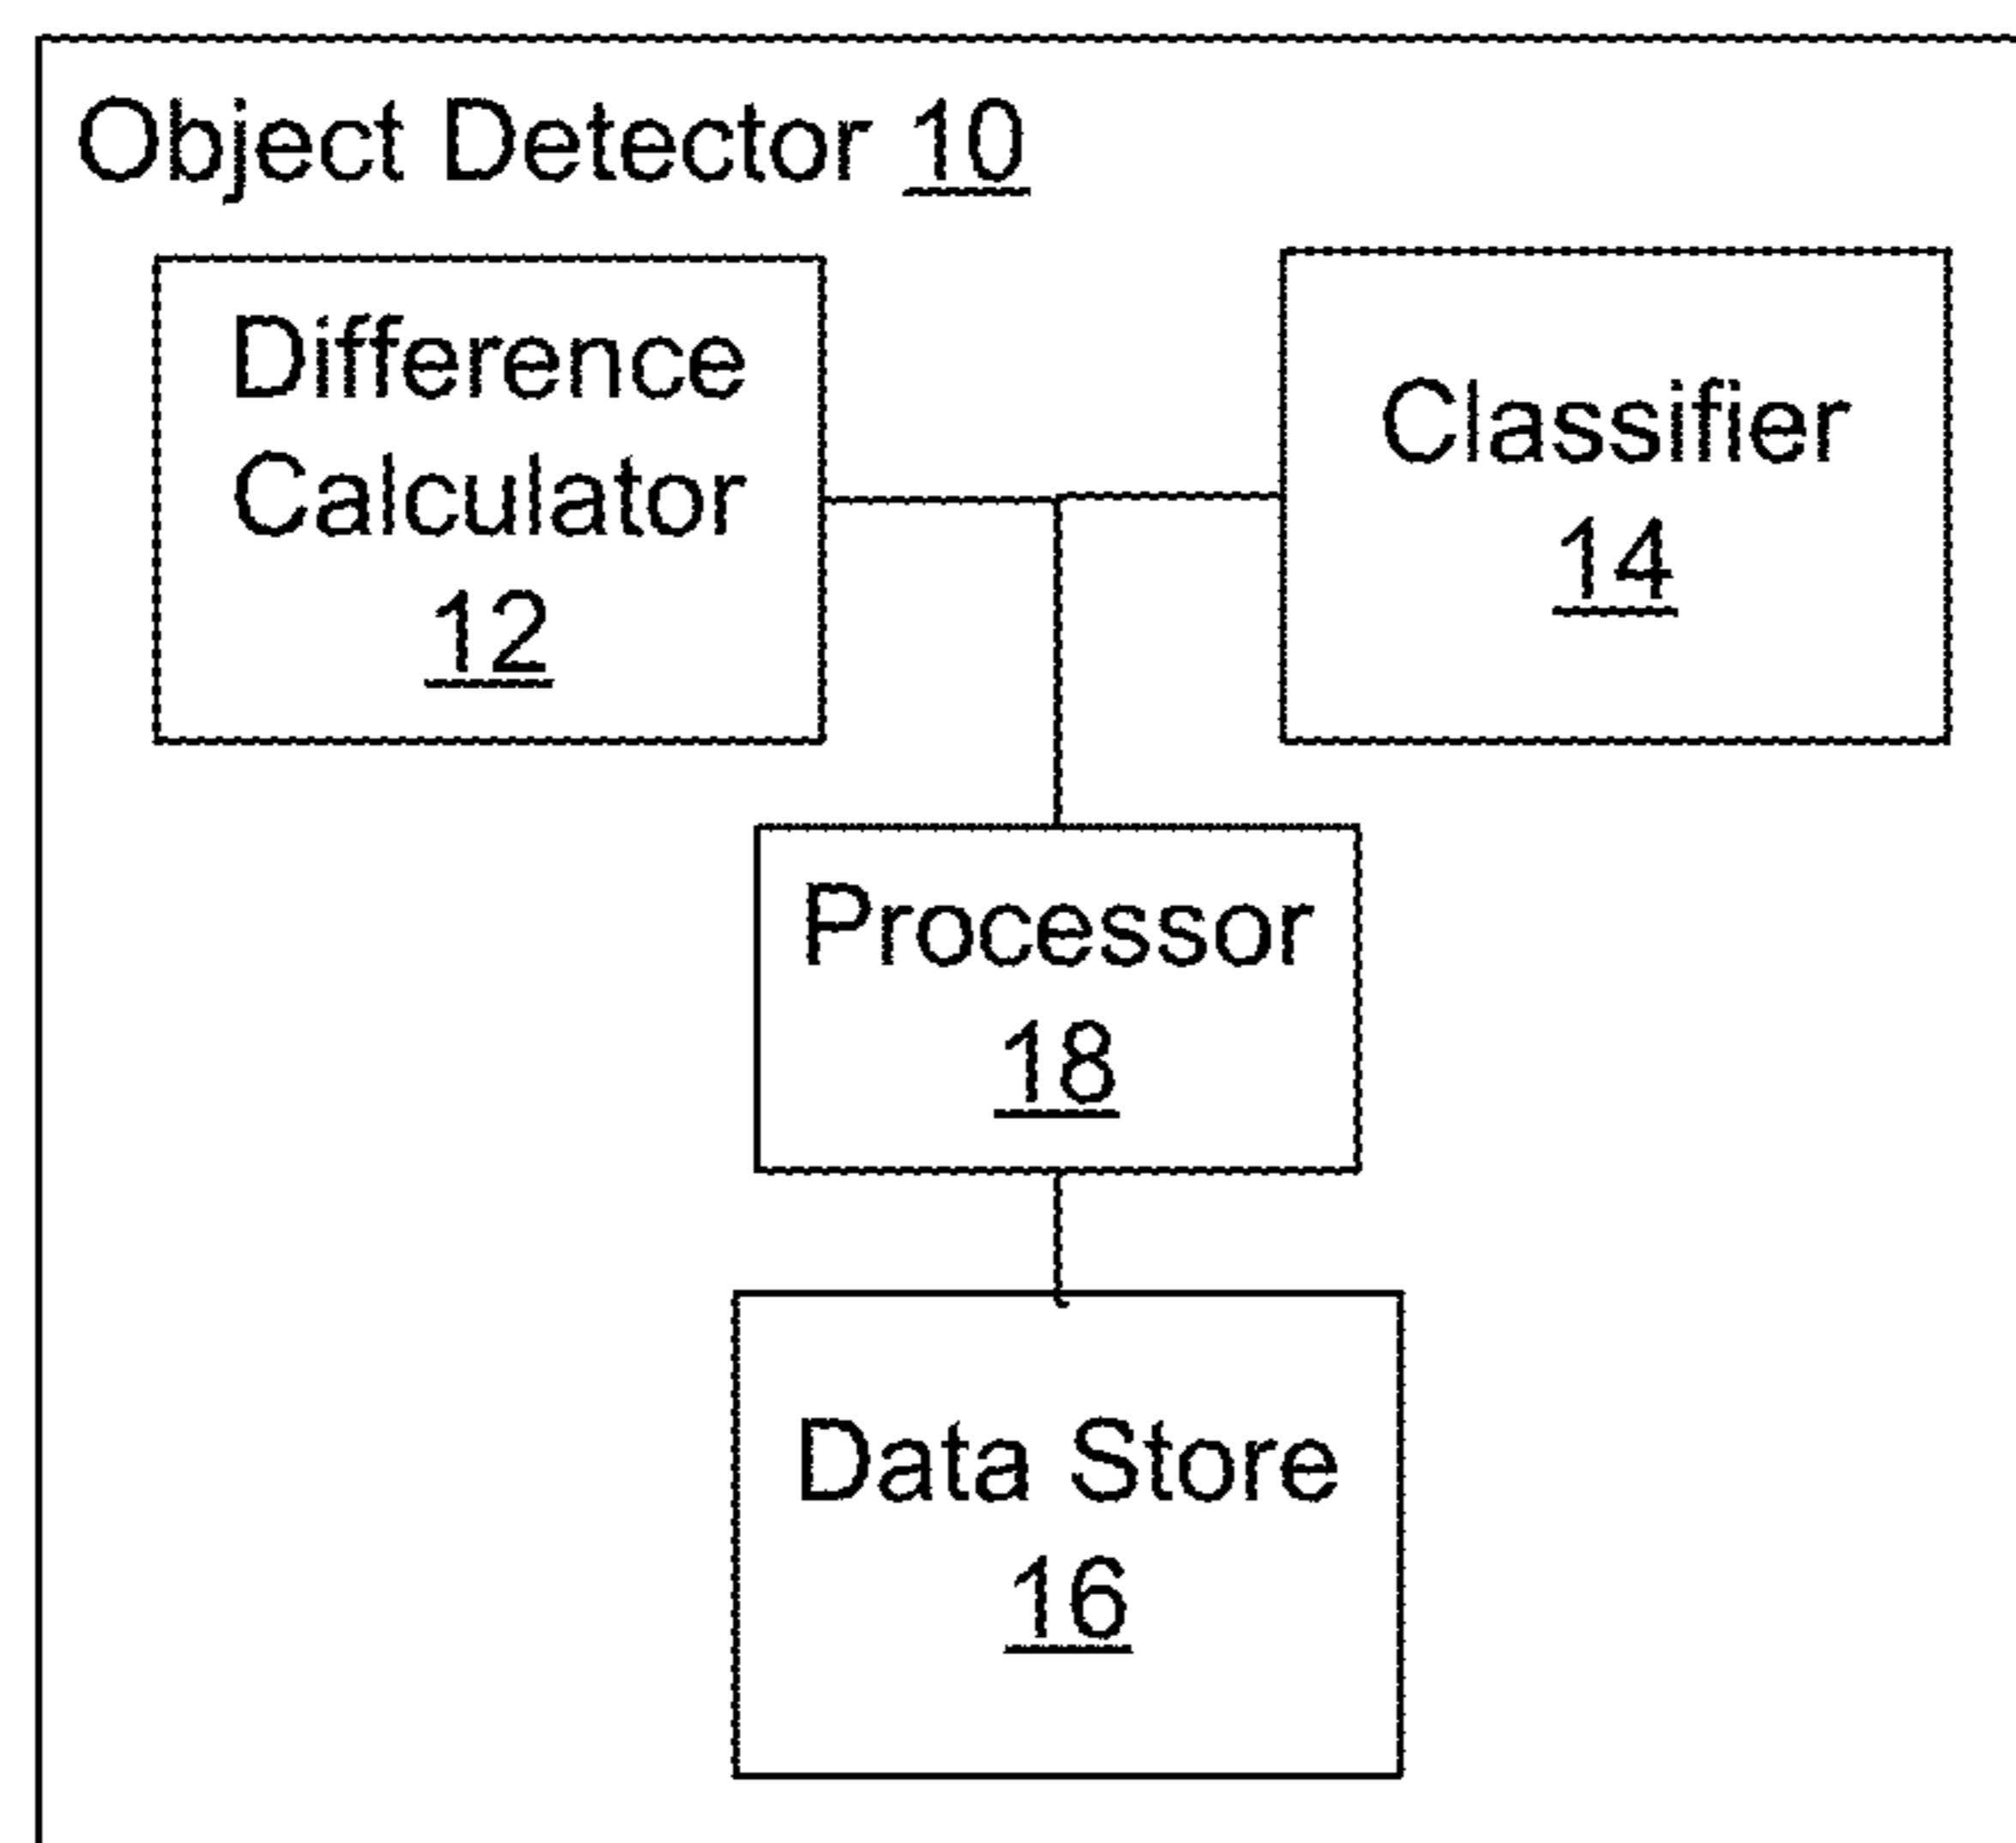 Object Detector 10
Difference
Calculator
12
Classifier
14
Processor
18
Data Store
16